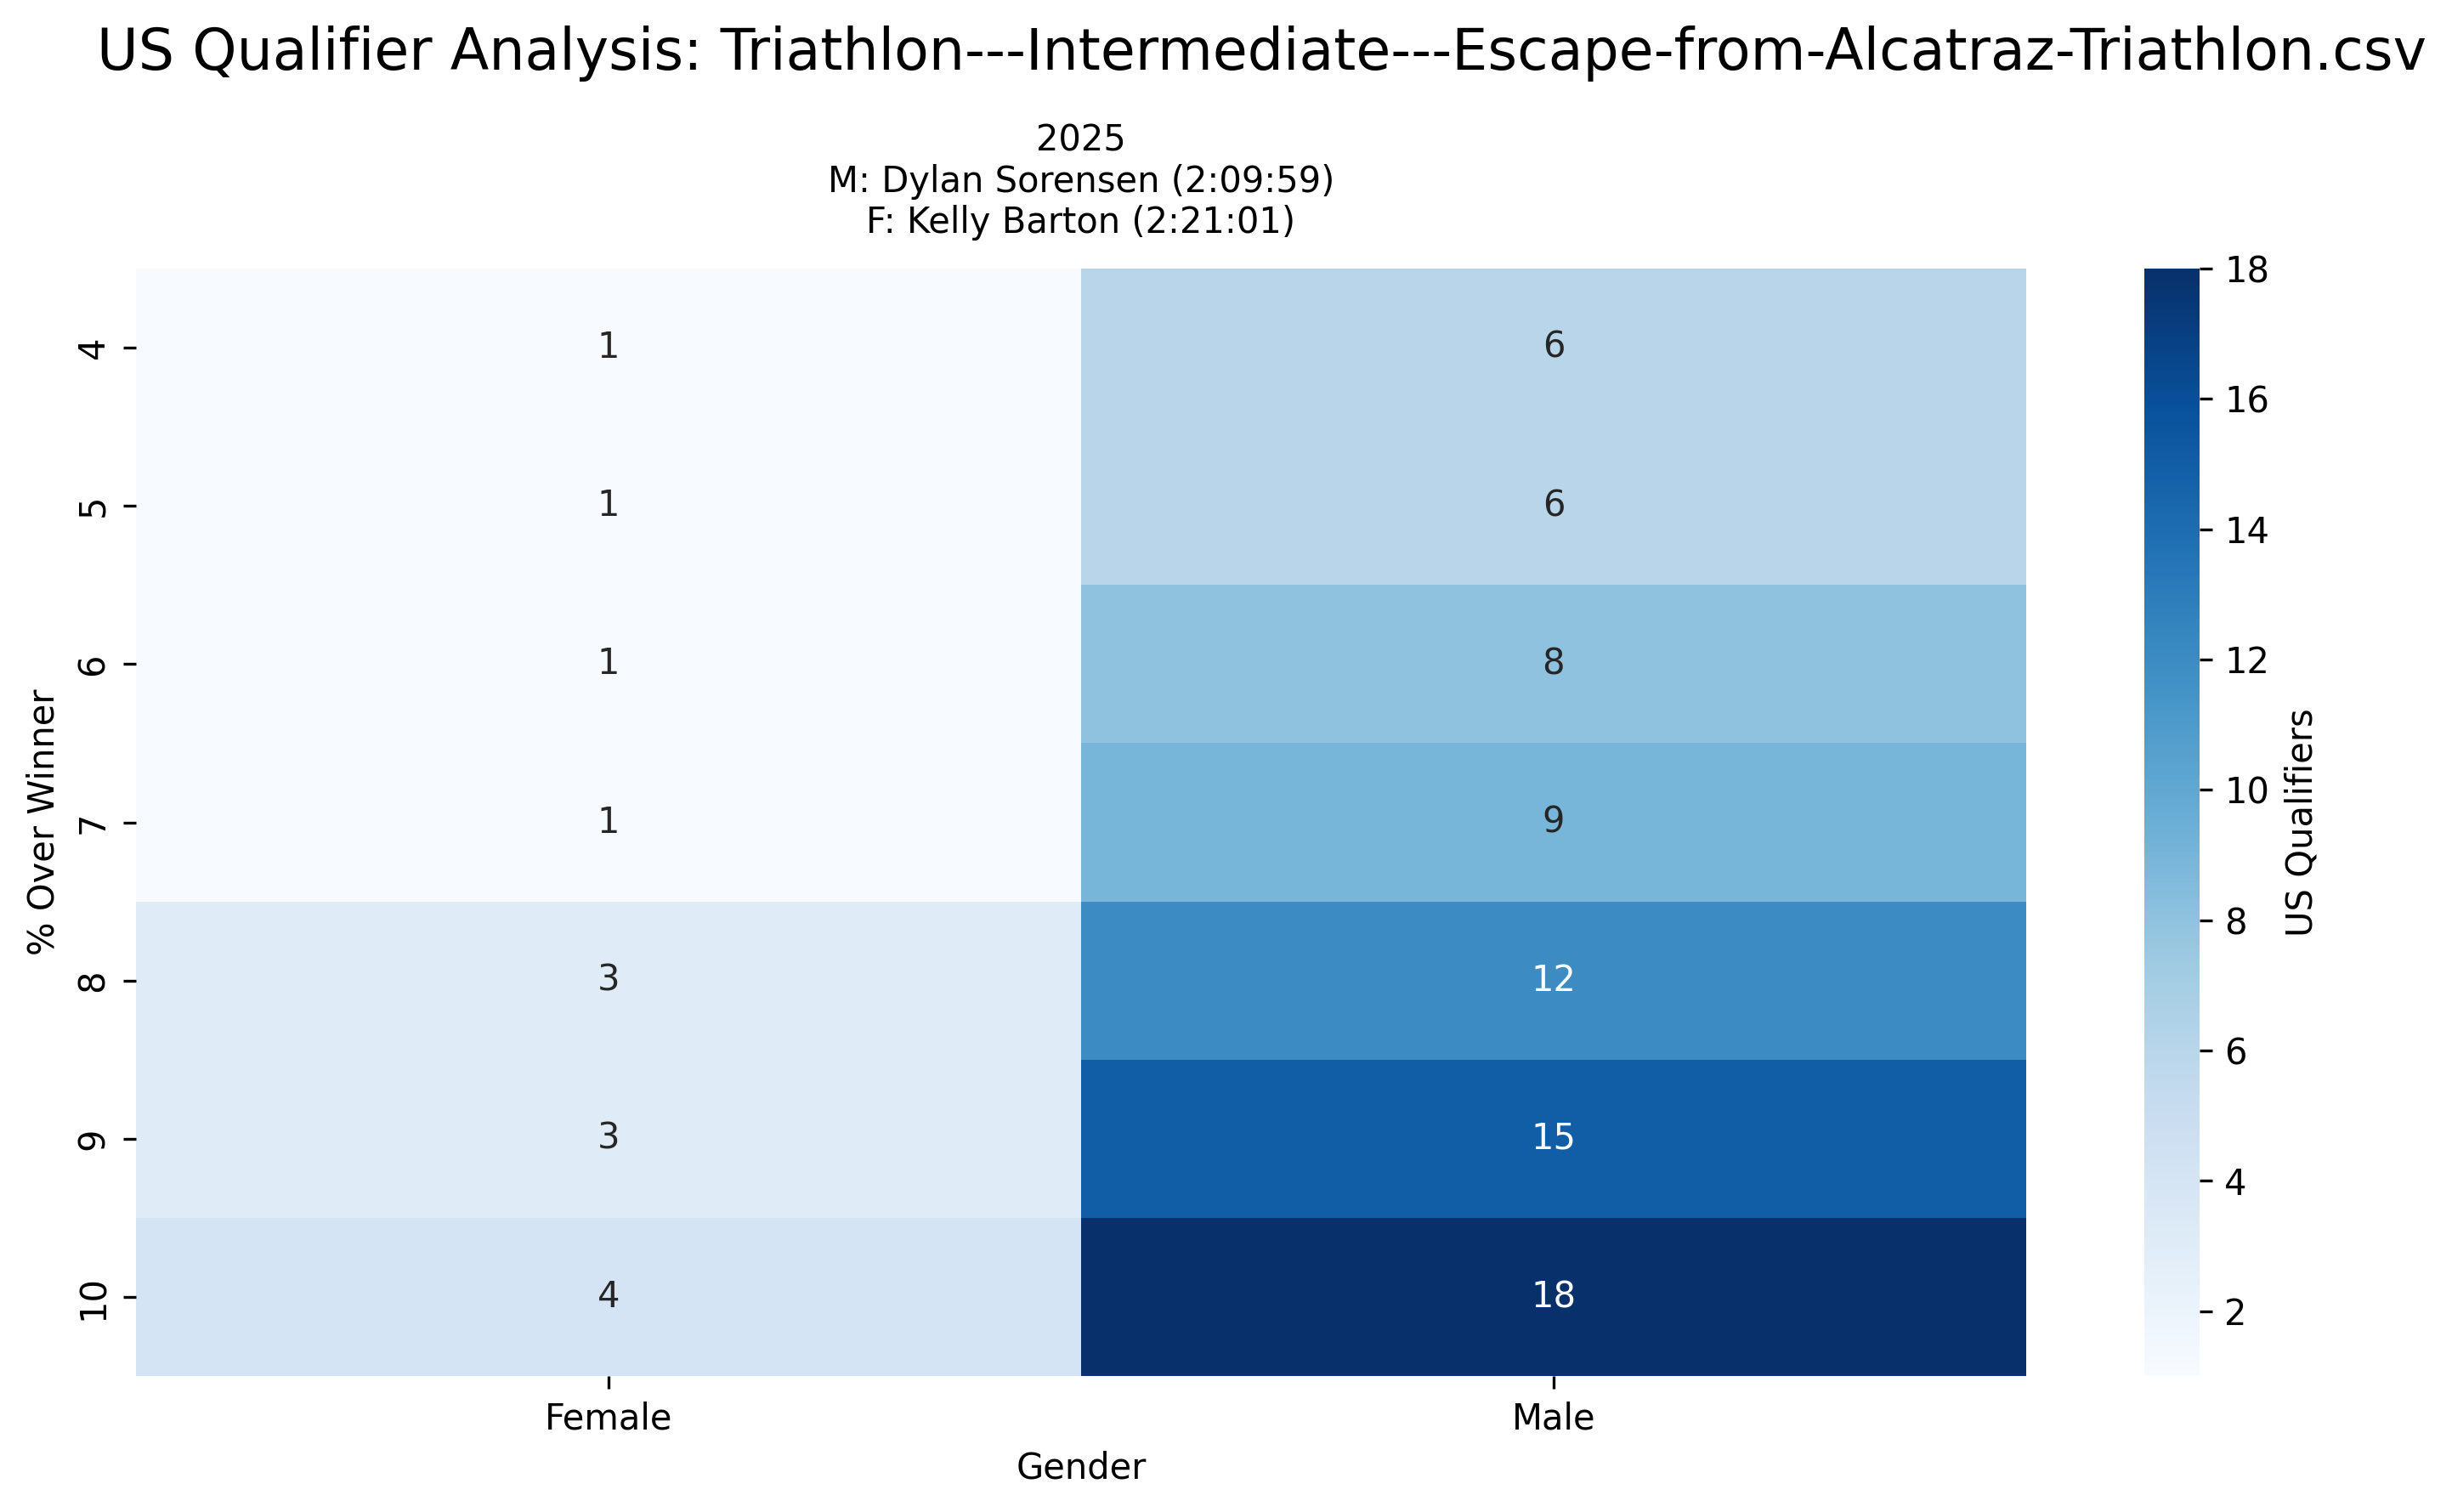 US Qualifier Analysis: Triathlon---Intermediate---Escape-from-Alcatraz-Triathlon.csv
2025
M: Dylan Sorensen (2:09:59)
F: Kelly Barton (2:21:01)
% Over Winner
4 1 6
5 1 6
6 1 8
7 1 9
8 3 12
9 3 15
10 4 18
Female Male
Gender
18
16
14
12
10
8
6
4
2
US Qualifiers